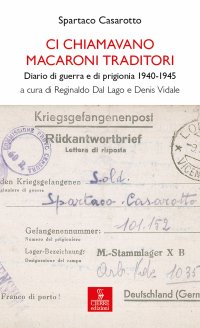 Spartaco Casarotto
CI CHIAMAVANO
MACARONI TRADITORI
Diario di guerra e di prigionia 1940-1945
a cura di Reginaldo Dal Lago e Denis Vidale
Kriegsgefangenenpost
Rückantwortbrief
Lettera di risposta
den Kriegsgefangenen Sold.
Spartaco Casarotto
Gefangenennummer: 101.152
Numero del prigioniero
Lager-Bezeichnung: M.-Stammlager X B
Designazione del campo
Franco di porto!
Deutschland (Germ
CIERRE
edizioni